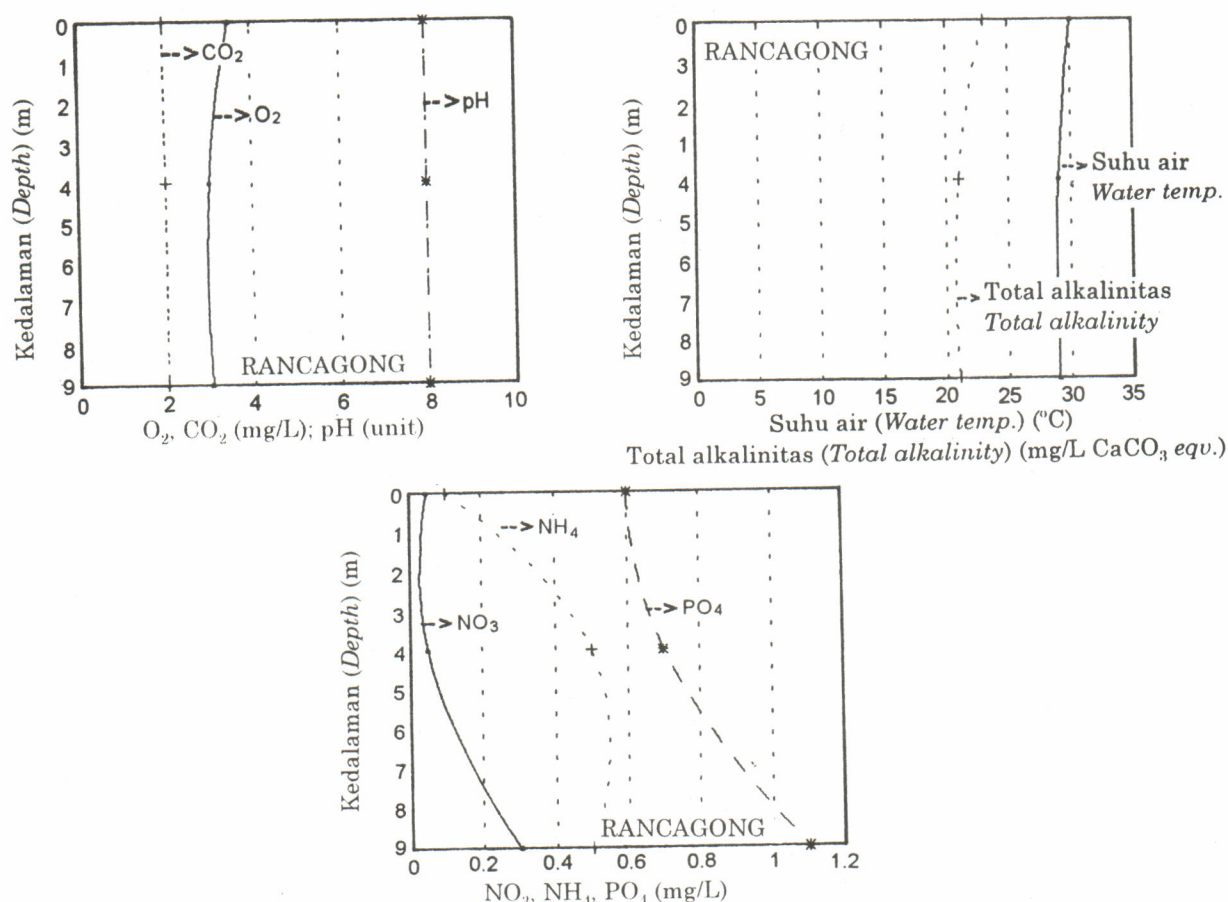 Kedalaman (Depth) (m)
0
1
2
3
4
5
6
7
8
9
-->CO₂
-->O₂
-->pH
RANCAGONG
0 2 4 6 8 10
O₂, CO₂ (mg/L); pH (unit)
Kedalaman (Depth) (m)
0
3
2
1
4
5
6
7
8
9
RANCAGONG
--> Suhu air
Water temp.
--> Total alkalinitas
Total alkalinity
0 5 10 15 20 25 30 35
Suhu air (Water temp.) (°C)
Total alkalinitas (Total alkalinity) (mg/L CaCO₃ eqv.)
Kedalaman (Depth) (m)
0
1
2
3
4
5
6
7
8
9
--> NH₄
--> PO₄
--> NO₃
RANCAGONG
0 0.2 0.4 0.6 0.8 1 1.2
NH₄, PO₄ (mg/L)